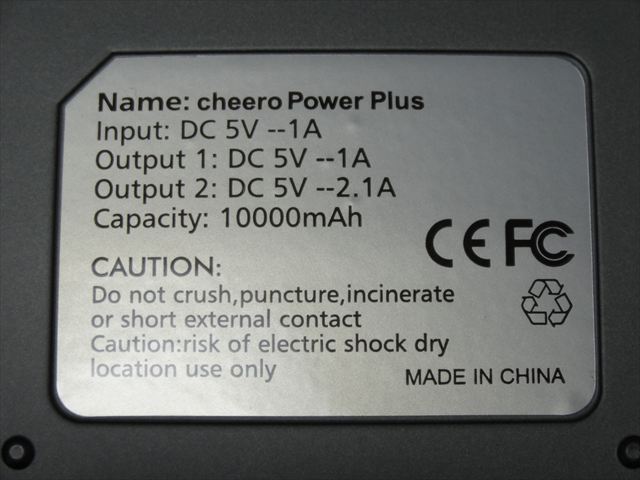 Name: cheero Power Plus
Input: DC 5V --1A
Output 1: DC 5V --1A
Output 2: DC 5V --2.1A
Capacity: 10000mAh
CE FC
CAUTION:
Do not crush,puncture,incinerate
or short external contact
Caution:risk of electric shock dry
location use only
MADE IN CHINA